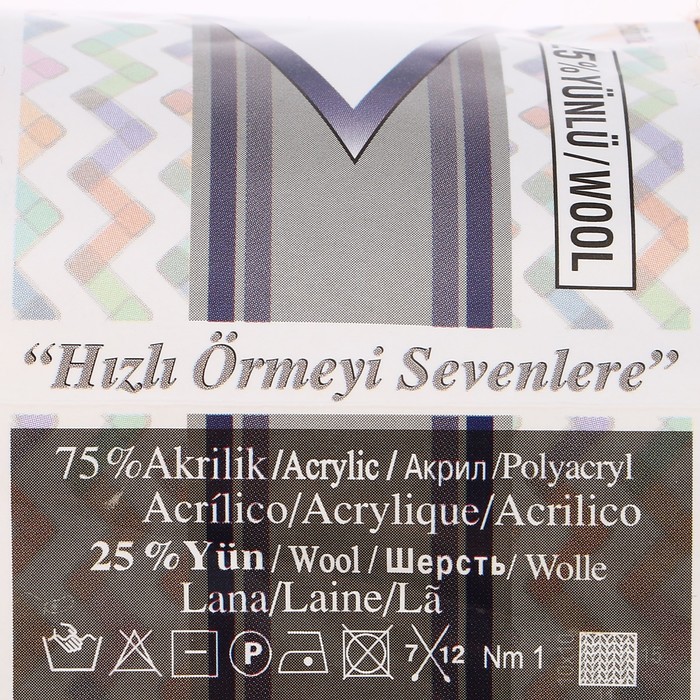 5% YÜNLÜ / WOOL
“Hızlı Örmeyi Sevenlere”
75%Akrilik/Acrylic / Акрил/Polyacryl
Acrílico/Acrylique/Acrilico
25 %Yün/ Wool / Шерсть/ Wolle
Lana/Laine/Lã
P 7 12 Nm 1